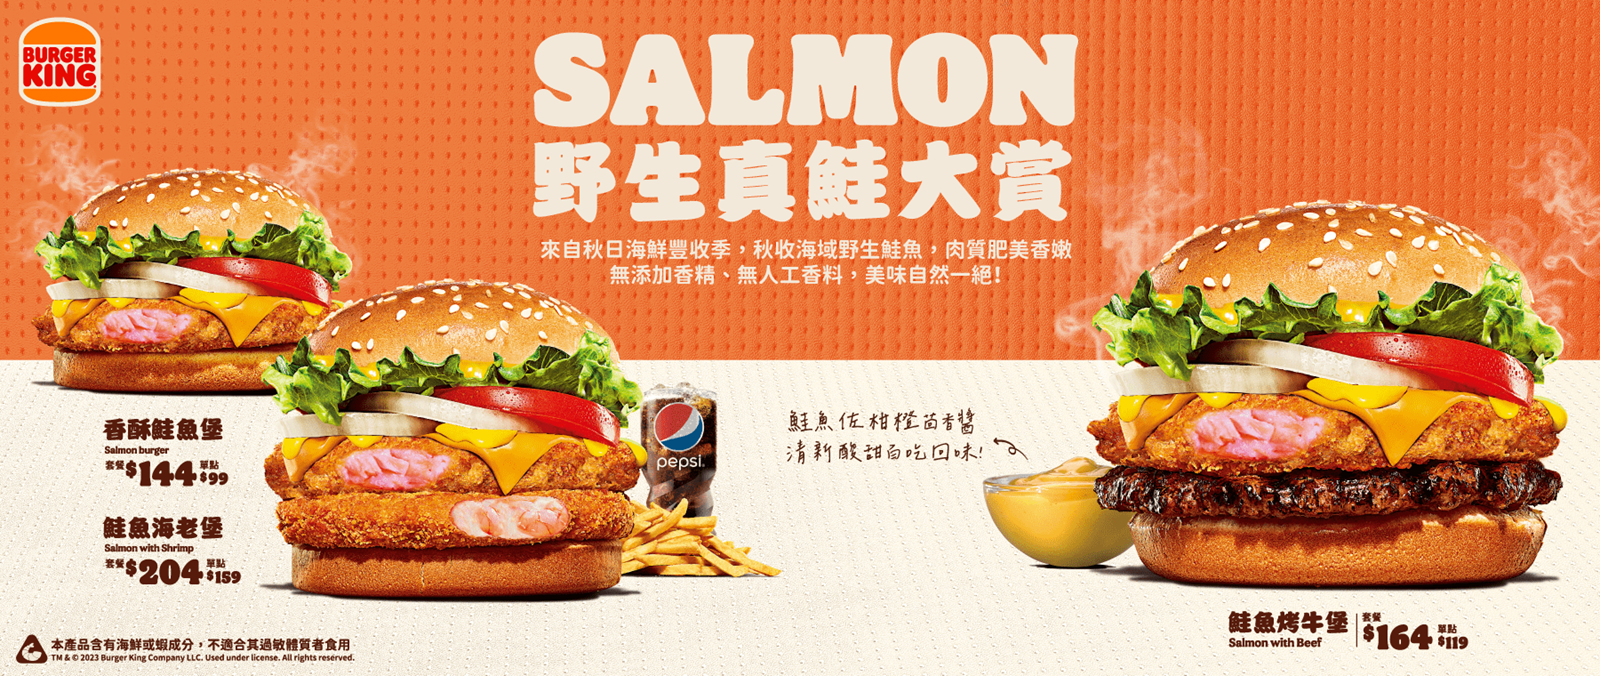 BURGER
KING
SALMON
野生真鮭大賞
來自秋日海鮮豐收季，秋收海域野生鮭魚，肉質肥美香嫩
無添加香精、無人工香料，美味自然一絕!
香酥鮭魚堡
Salmon burger
套餐$144 單點$99
鮭魚海老堡
Salmon with Shrimp
套餐$204 單點$159
pepsi
鮭魚佐柑橙茴香醬
清新酸甜百吃回味!
鮭魚烤牛堡
Salmon with Beef
套餐$164 單點$119
本產品含有海鮮或蝦成分，不適合其過敏體質者食用
TM & © 2023 Burger King Company LLC. Used under license. All rights reserved.